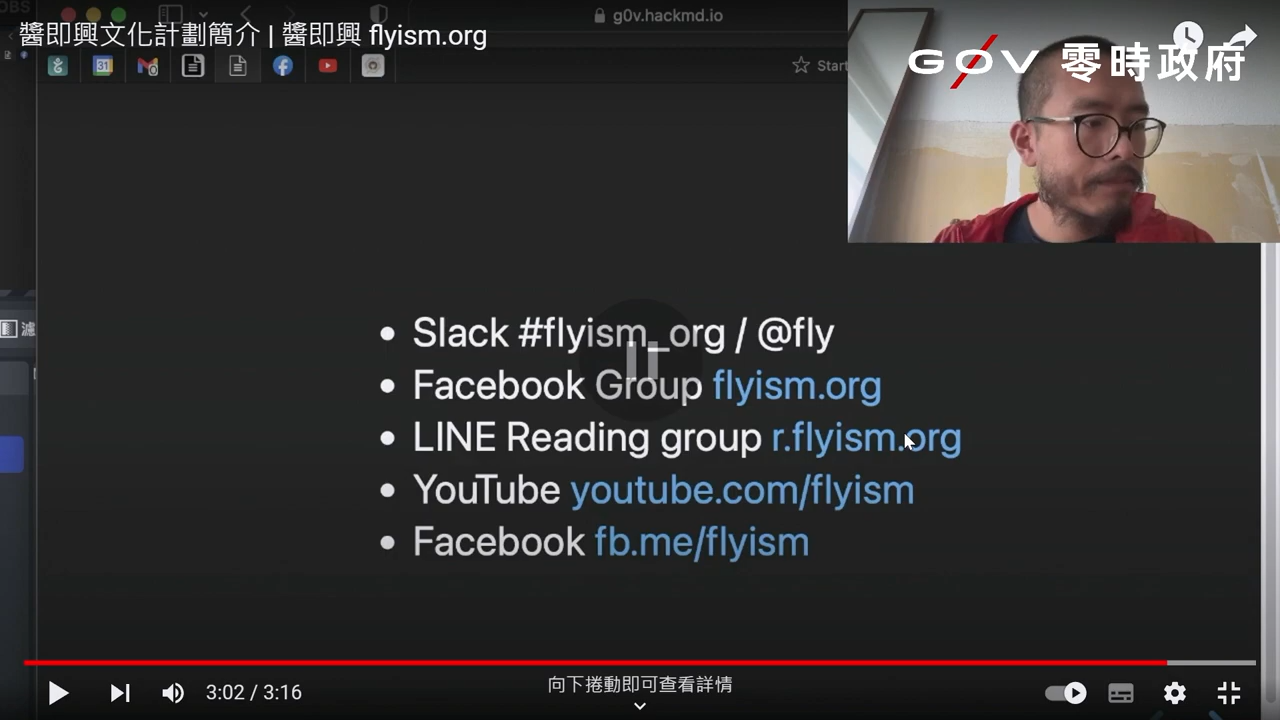 OBS
醬即興文化計劃簡介 | 醬即興 flyism.org
g0v.hackmd.io
31
Start
G0V 零時政府
濾
• Slack #flyism_org / @fly
• Facebook Group flyism.org
• LINE Reading group r.flyism.org
• YouTube youtube.com/flyism
• Facebook fb.me/flyism
3:02 / 3:16
向下捲動即可查看詳情